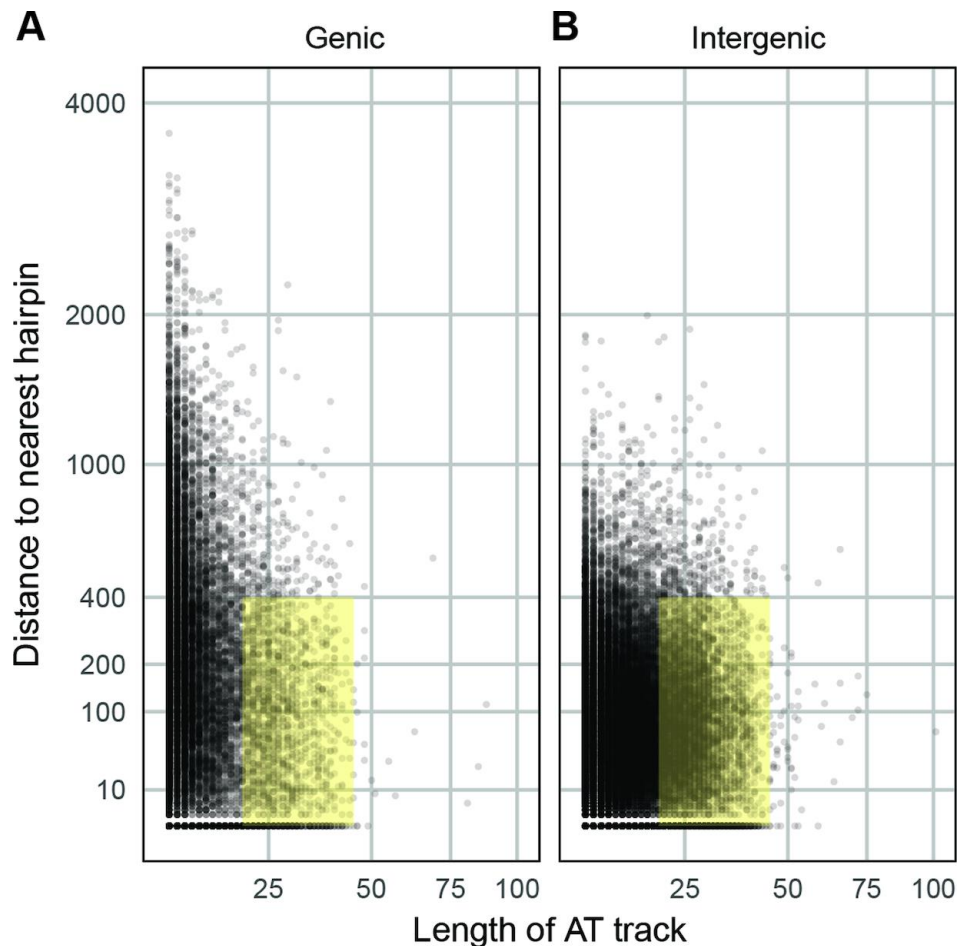 A Genic B Intergenic
4000
2000
1000
400
200
100
10
Distance to nearest hairpin
25 50 75 100 25 50 75 100
Length of AT track